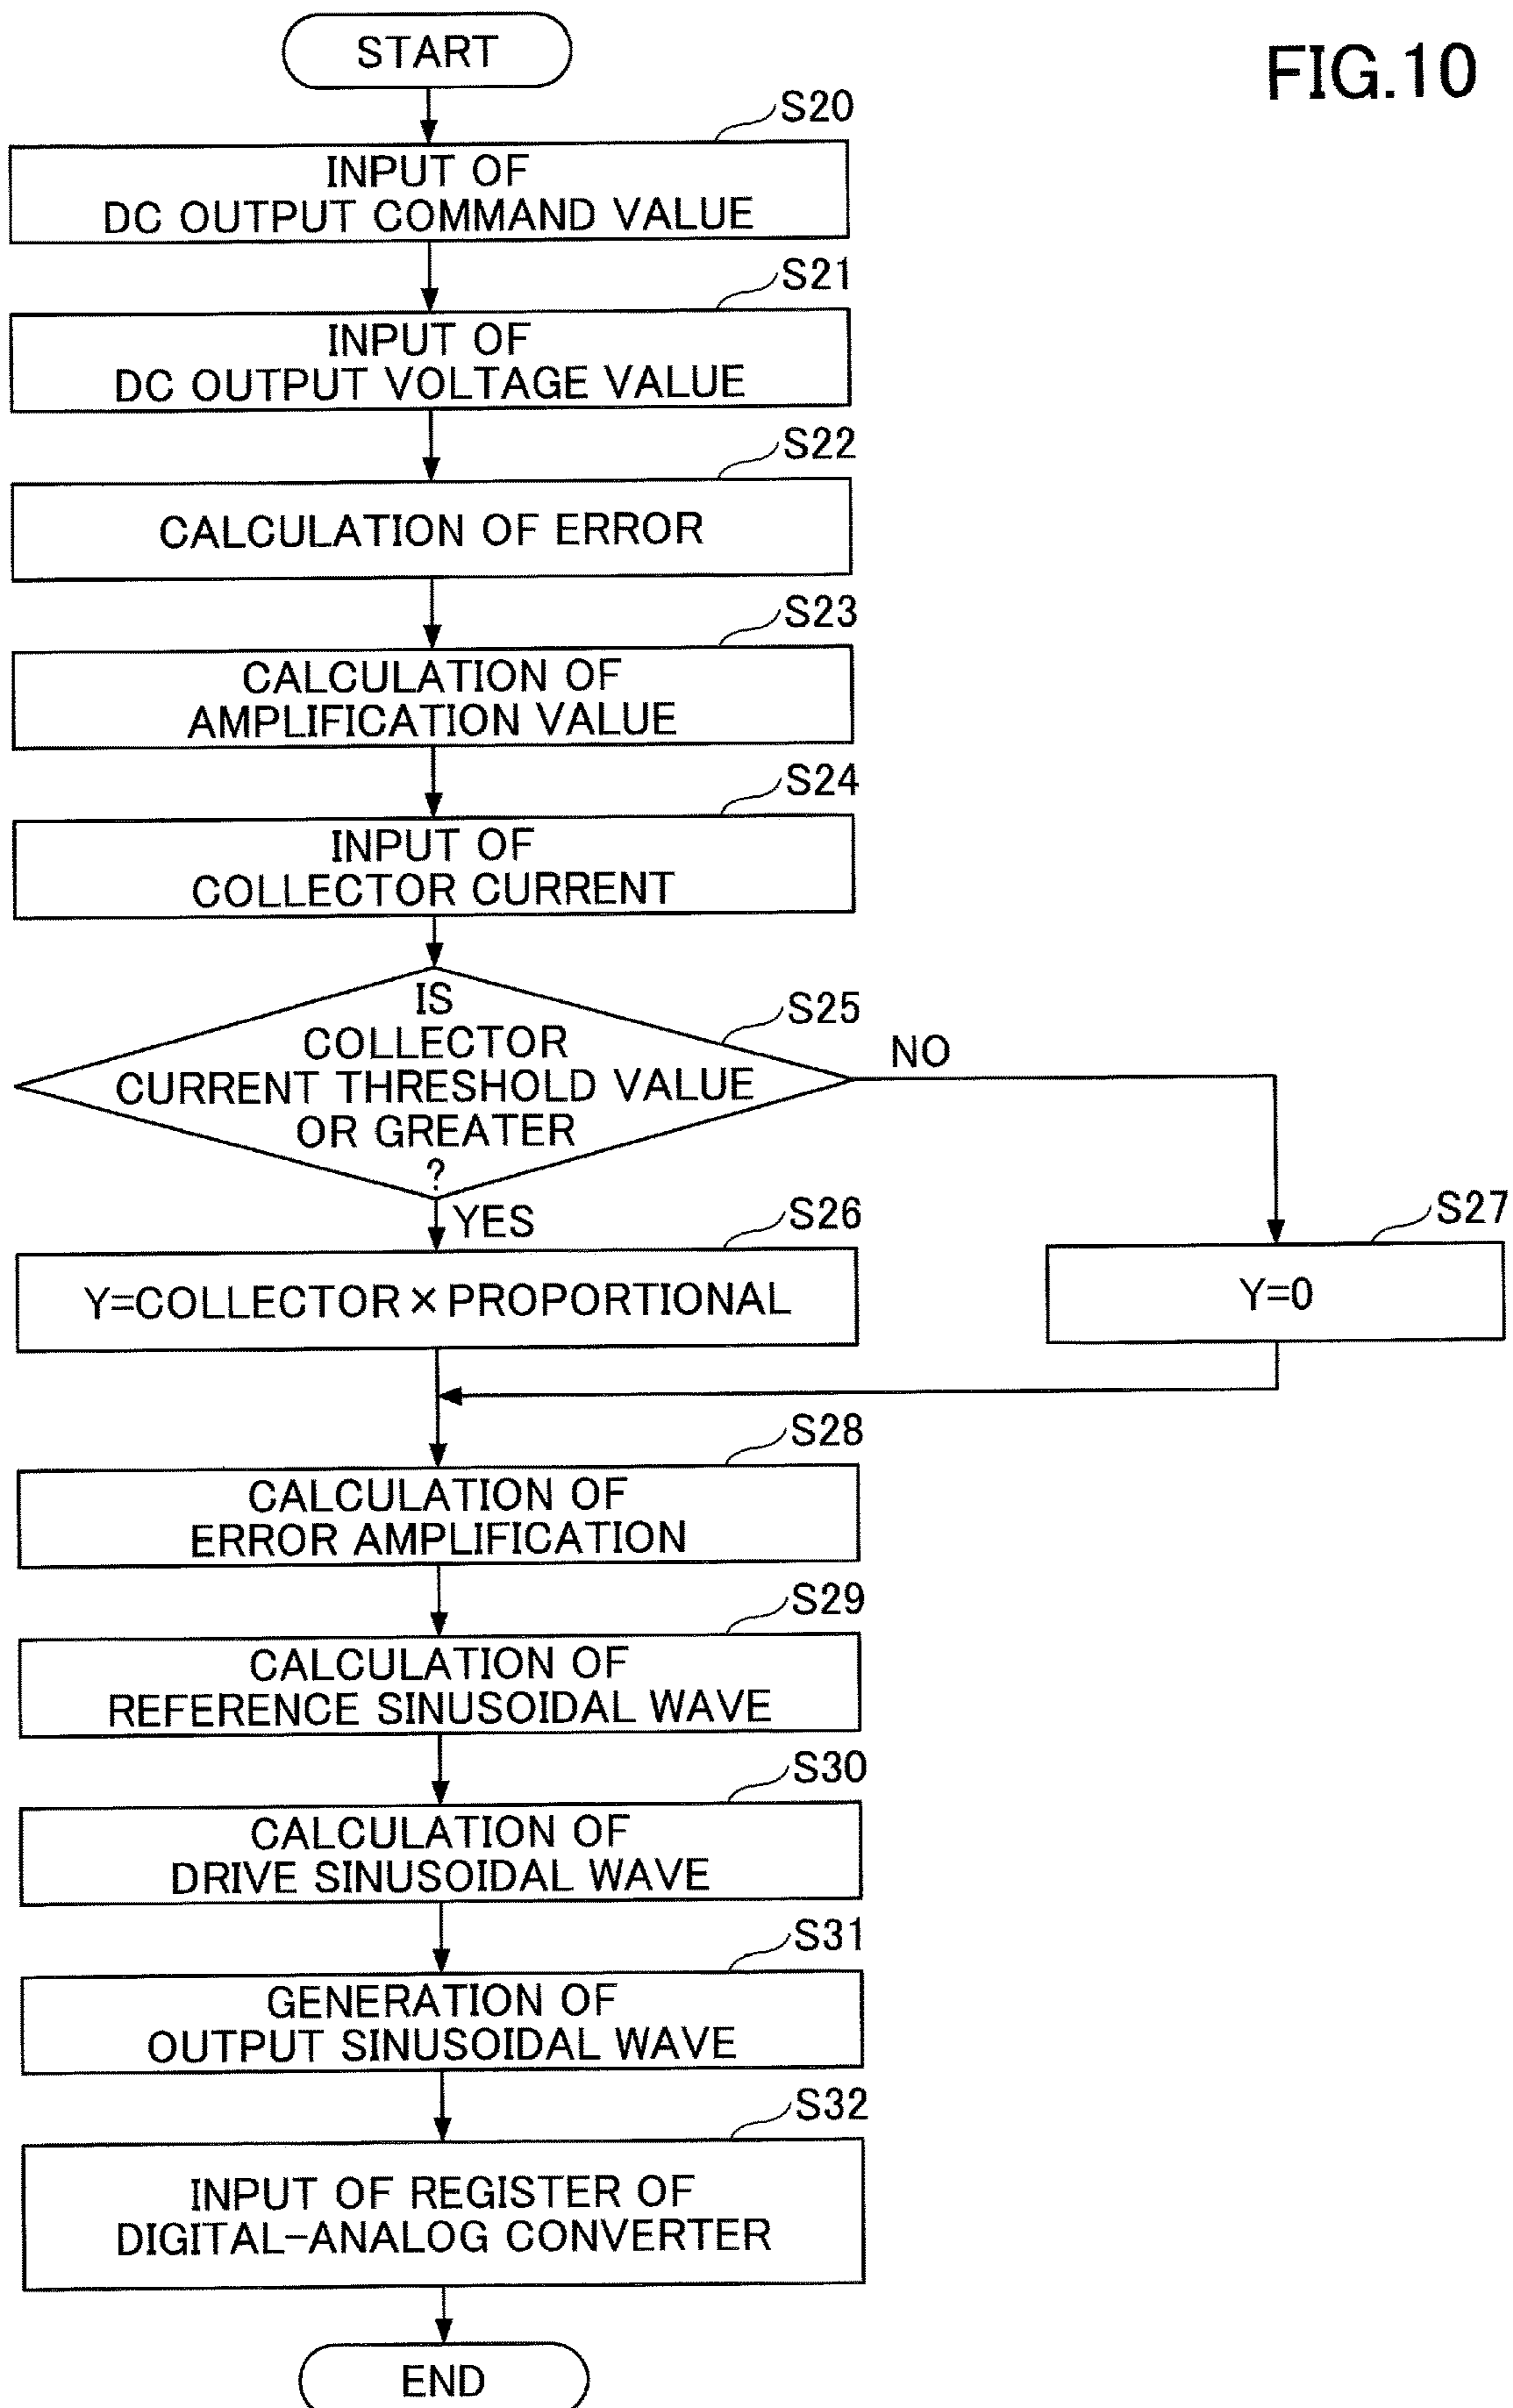 FIG.10
START
S20
INPUT OF
DC OUTPUT COMMAND VALUE
S21
INPUT OF
DC OUTPUT VOLTAGE VALUE
S22
CALCULATION OF ERROR
S23
CALCULATION OF
AMPLIFICATION VALUE
S24
INPUT OF
COLLECTOR CURRENT
S25
IS
COLLECTOR
CURRENT THRESHOLD VALUE
OR GREATER
?
NO
YES
S26
Y=COLLECTOR×PROPORTIONAL
S27
Y=0
S28
CALCULATION OF
ERROR AMPLIFICATION
S29
CALCULATION OF
REFERENCE SINUSOIDAL WAVE
S30
CALCULATION OF
DRIVE SINUSOIDAL WAVE
S31
GENERATION OF
OUTPUT SINUSOIDAL WAVE
S32
INPUT OF REGISTER OF
DIGITAL-ANALOG CONVERTER
END